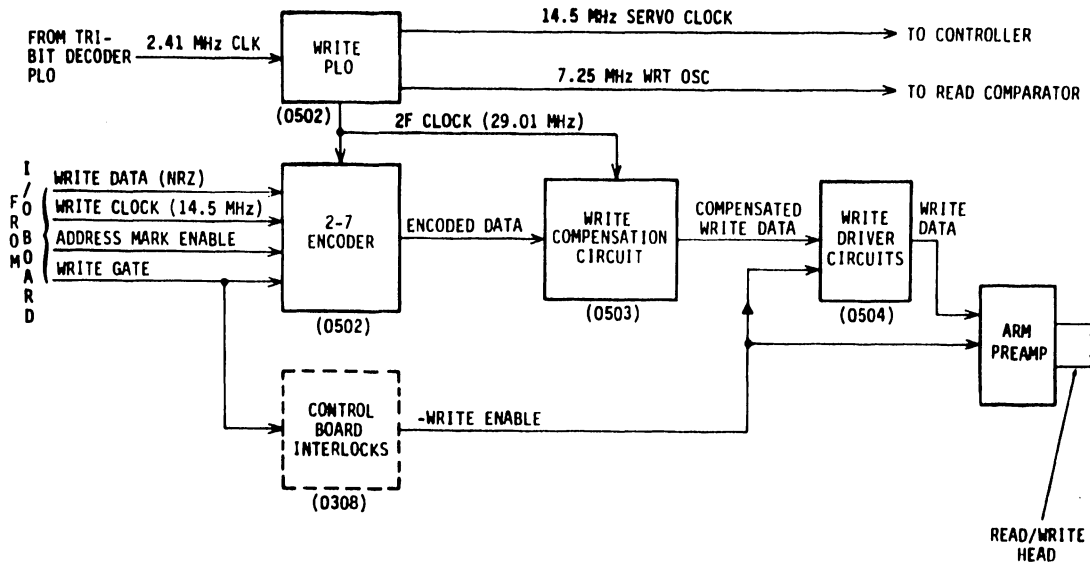 14.5 MHz SERVO CLOCK
TO CONTROLLER
FROM TRI-
BIT DECODER
PLO
2.41 MHz CLK
WRITE
PLO
7.25 MHz WRT OSC
TO READ COMPARATOR
(0502)
2F CLOCK (29.01 MHz)
FROM
I/O BOARD
WRITE DATA (NRZ)
WRITE CLOCK (14.5 MHz)
ADDRESS MARK ENABLE
WRITE GATE
2-7
ENCODER
(0502)
ENCODED DATA
WRITE
COMPENSATION
CIRCUIT
(0503)
COMPENSATED
WRITE DATA
WRITE
DRIVER
CIRCUITS
(0504)
WRITE
DATA
ARM
PREAMP
CONTROL
BOARD
INTERLOCKS
(0308)
-WRITE ENABLE
READ/WRITE
HEAD